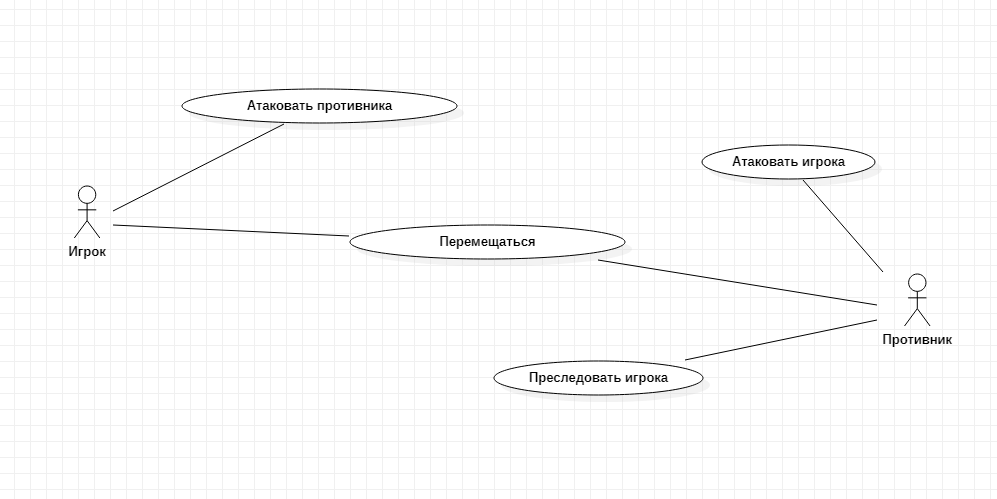 Атаковать противника
Атаковать игрока
Перемещаться
Игрок
Противник
Преследовать игрока